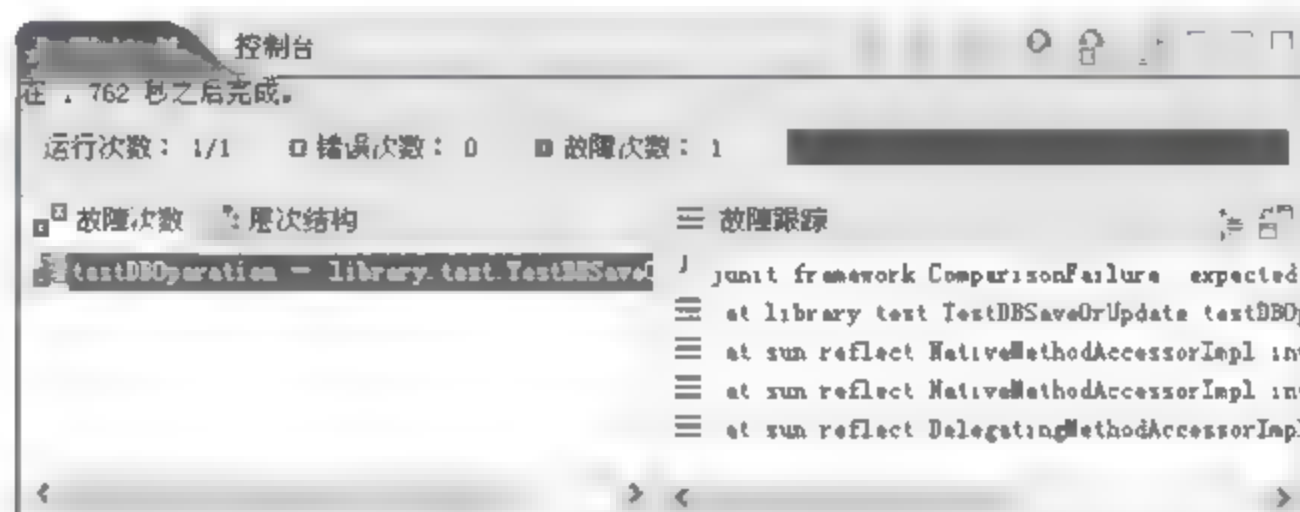 控制台
在 . 762 秒之后完成。
运行次数: 1/1 错误次数: 0 故障次数: 1
故障次数 层次结构
testDBOperation - library.test.TestDBSave
故障跟踪
junit framework ComparisonFailure expected
at library test TestDBSaveOrUpdate testDBOp
at sun reflect NativeMethodAccessorImpl inv
at sun reflect NativeMethodAccessorImpl inv
at sun reflect DelegatingMethodAccessorImpl